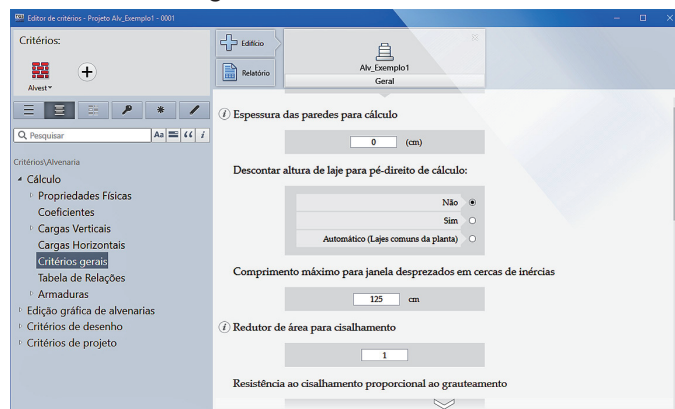 Editor de critérios - Projeto Alv_Exemplo1 - 0001
Critérios:
Alvest
Edifício
Relatório
Alv_Exemplo1
Geral
Pesquisar
Aa
Critérios\Alvenaria
Cálculo
Propriedades Físicas
Coeficientes
Cargas Verticais
Cargas Horizontais
Critérios gerais
Tabela de Relações
Armaduras
Edição gráfica de alvenarias
Critérios de desenho
Critérios de projeto
i Espessura das paredes para cálculo
0 (cm)
Descontar altura de laje para pé-direito de cálculo:
Não
Sim
Automático (Lajes comuns da planta)
Comprimento máximo para janela desprezados em cercas de inércias
125 cm
i Redutor de área para cisalhamento
1
Resistência ao cisalhamento proporcional ao grauteamento